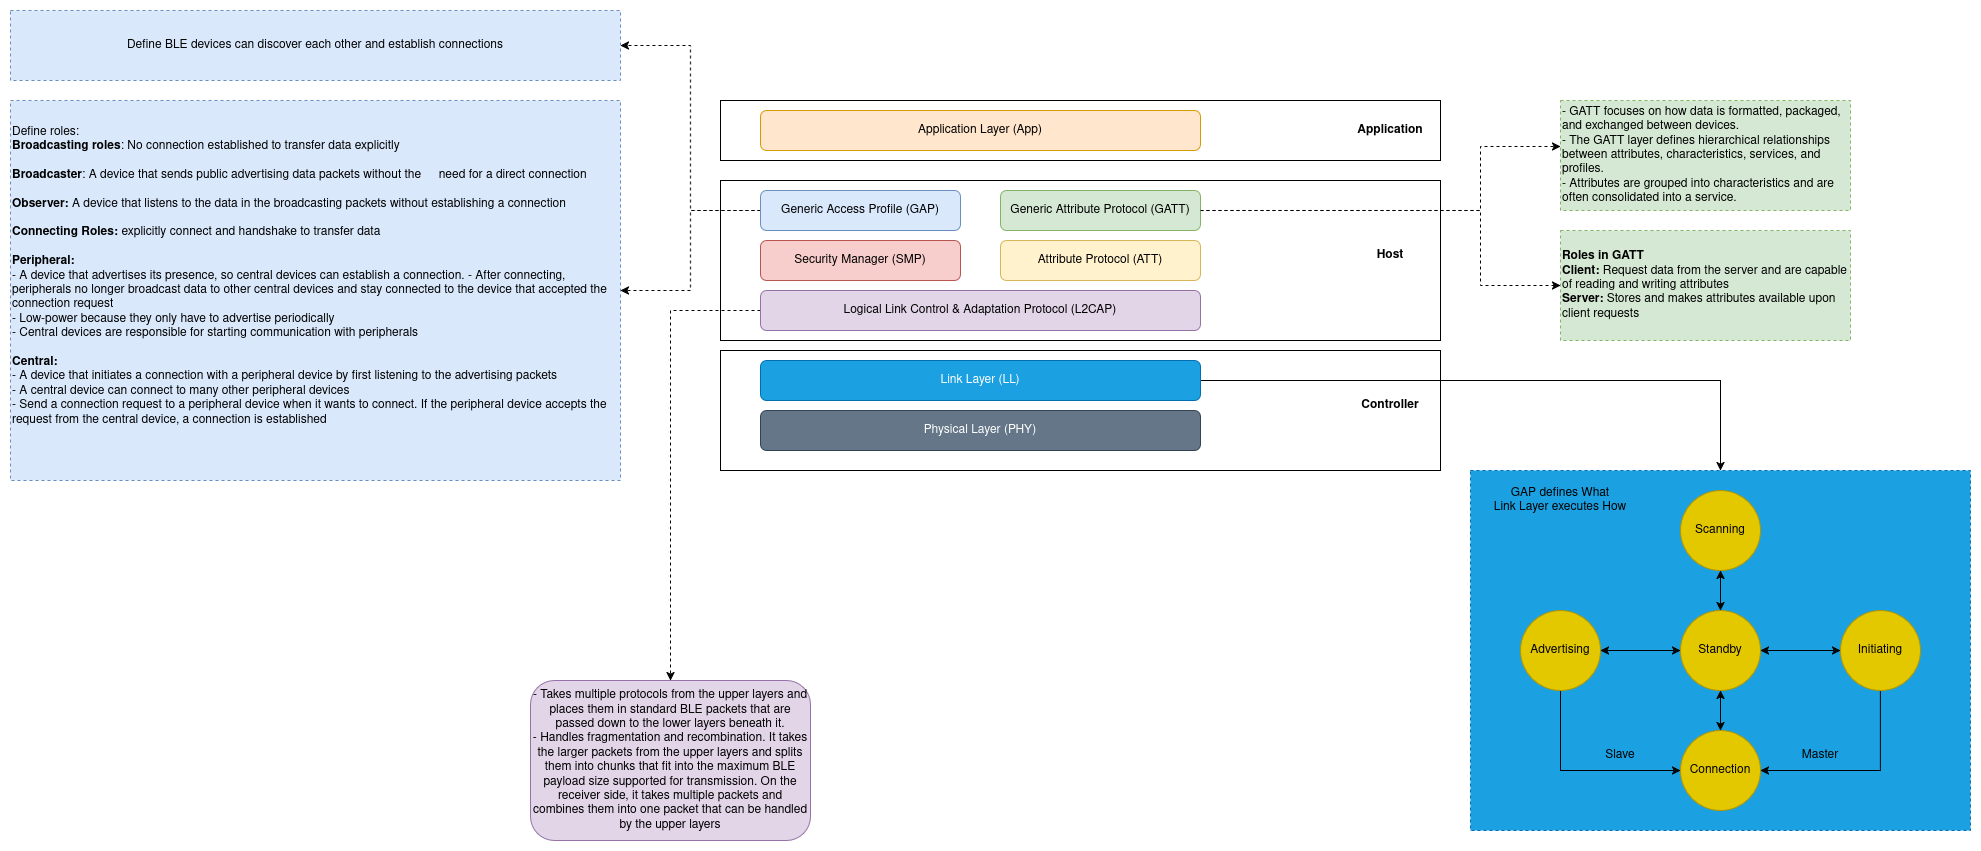 Define BLE devices can discover each other and establish connections
Define roles:
Broadcasting roles: No connection established to transfer data explicitly
Broadcaster: A device that sends public advertising data packets without the need for a direct connection
Observer: A device that listens to the data in the broadcasting packets without establishing a connection
Connecting Roles: explicitly connect and handshake to transfer data
Peripheral:
- A device that advertises its presence, so central devices can establish a connection. - After connecting,
peripherals no longer broadcast data to other central devices and stay connected to the device that accepted the
connection request
- Low-power because they only have to advertise periodically
- Central devices are responsible for starting communication with peripherals
Central:
- A device that initiates a connection with a peripheral device by first listening to the advertising packets
- A central device can connect to many other peripheral devices
- Send a connection request to a peripheral device when it wants to connect. If the peripheral device accepts the
request from the central device, a connection is established
Application Layer (App)
Application
Generic Access Profile (GAP)
Generic Attribute Protocol (GATT)
Security Manager (SMP)
Attribute Protocol (ATT)
Host
Logical Link Control & Adaptation Protocol (L2CAP)
Link Layer (LL)
Controller
Physical Layer (PHY)
- GATT focuses on how data is formatted, packaged,
and exchanged between devices.
- The GATT layer defines hierarchical relationships
between attributes, characteristics, services, and
profiles.
- Attributes are grouped into characteristics and are
often consolidated into a service.
Roles in GATT
Client: Request data from the server and are capable
of reading and writing attributes
Server: Stores and makes attributes available upon
client requests
GAP defines What
Link Layer executes How
Scanning
Advertising
Standby
Initiating
Slave
Master
Connection
- Takes multiple protocols from the upper layers and
places them in standard BLE packets that are
passed down to the lower layers beneath it.
- Handles fragmentation and recombination. It takes
the larger packets from the upper layers and splits
them into chunks that fit into the maximum BLE
payload size supported for transmission. On the
receiver side, it takes multiple packets and
combines them into one packet that can be handled
by the upper layers